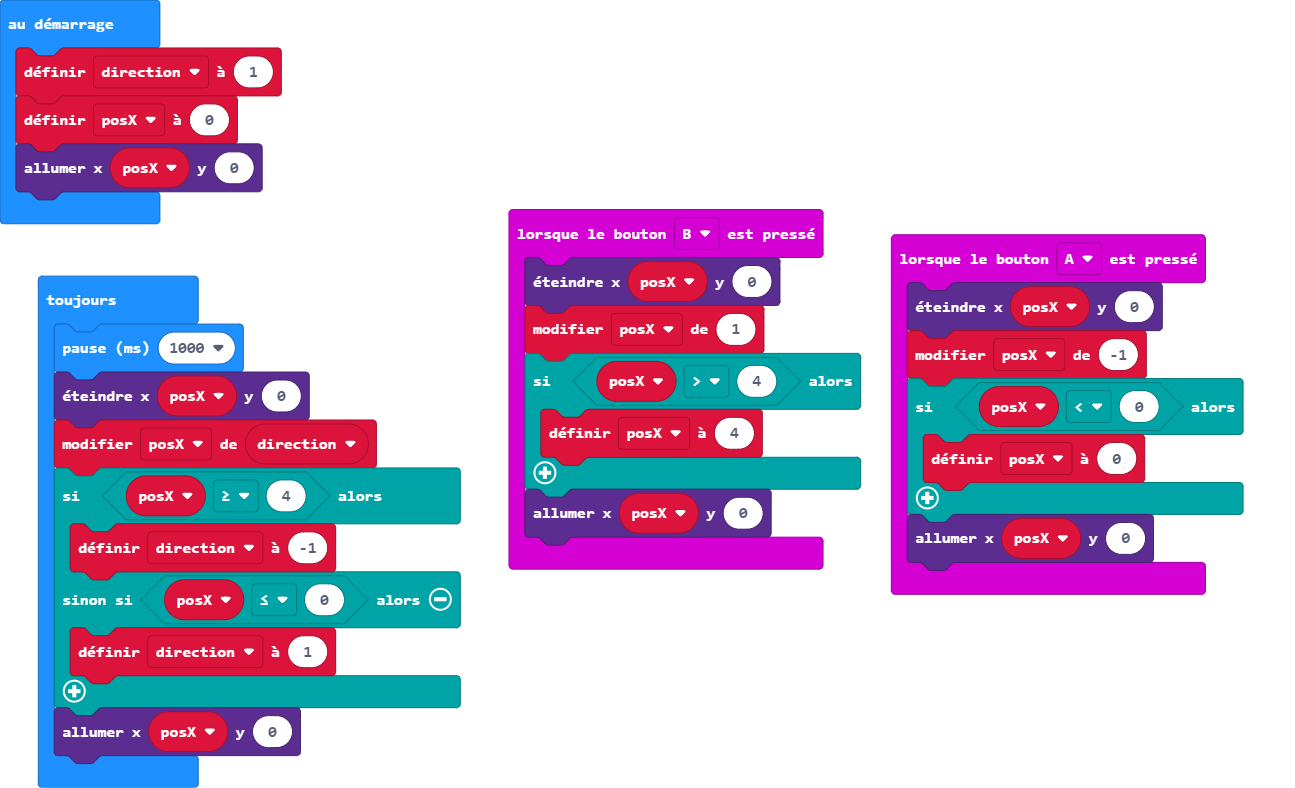 au démarrage
définir direction à 1
définir posX à 0
allumer x posX y 0
toujours
pause (ms) 1000
éteindre x posX y 0
modifier posX de direction
si posX ≥ 4 alors
définir direction à -1
sinon si posX ≤ 0 alors
définir direction à 1
allumer x posX y 0
lorsque le bouton B est pressé
éteindre x posX y 0
modifier posX de 1
si posX > 4 alors
définir posX à 4
allumer x posX y 0
lorsque le bouton A est pressé
éteindre x posX y 0
modifier posX de -1
si posX < 0 alors
définir posX à 0
allumer x posX y 0